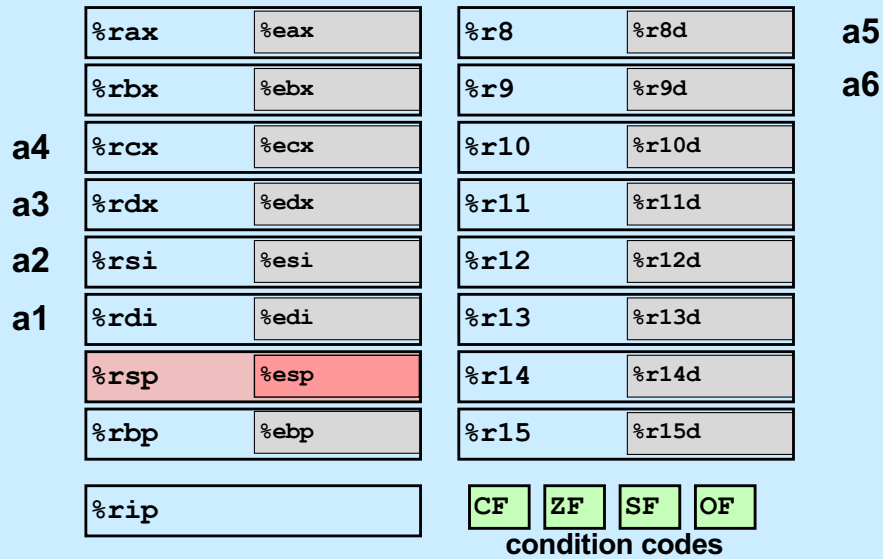 %rax %eax %r8 %r8d a5
%rbx %ebx %r9 %r9d a6
a4 %rcx %ecx %r10 %r10d
a3 %rdx %edx %r11 %r11d
a2 %rsi %esi %r12 %r12d
a1 %rdi %edi %r13 %r13d
%rsp %esp %r14 %r14d
%rbp %ebp %r15 %r15d
%rip CF ZF SF OF
condition codes